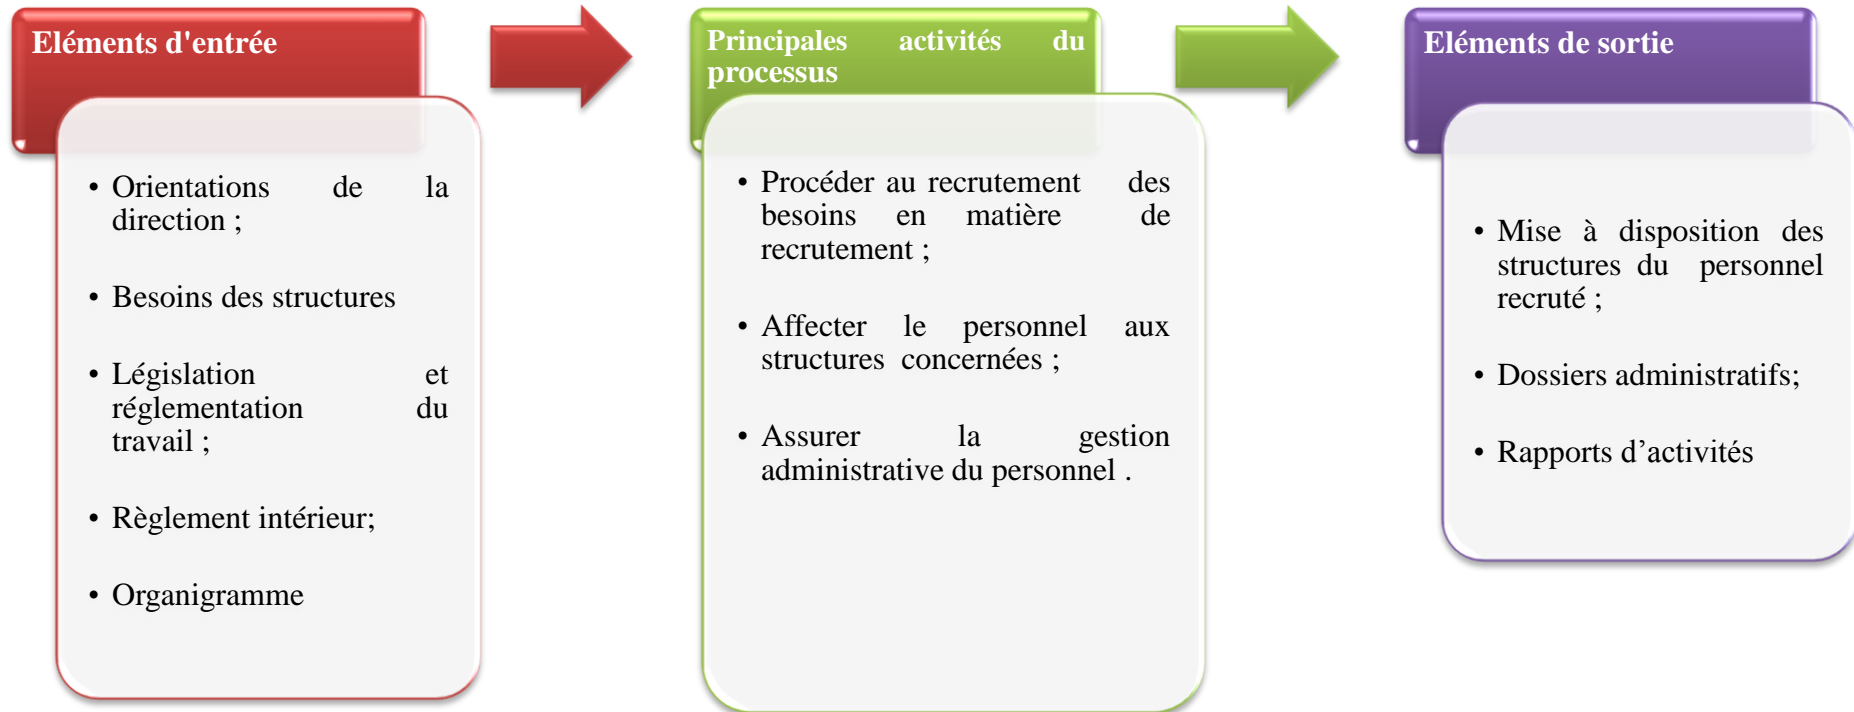 Eléments d'entrée
• Orientations de la
direction ;
• Besoins des structures
• Législation et
réglementation du
travail ;
• Règlement intérieur;
• Organigramme
Principales activités du
processus
• Procéder au recrutement des
besoins en matière de
recrutement ;
• Affecter le personnel aux
structures concernées ;
• Assurer la gestion
administrative du personnel .
Eléments de sortie
• Mise à disposition des
structures du personnel
recruté ;
• Dossiers administratifs;
• Rapports d’activités